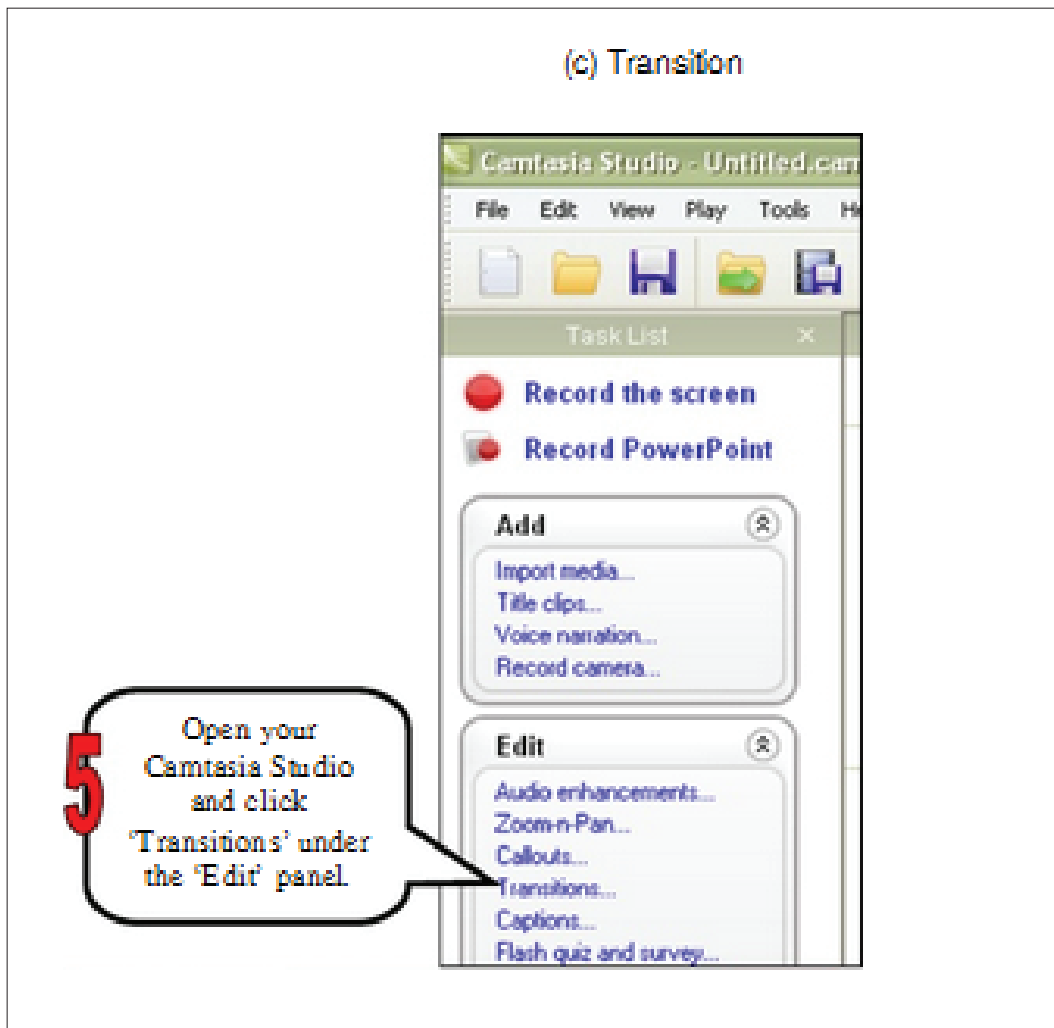 (c) Transition
Camtasia Studio - Untitled.cam
File Edit View Play Tools He
Task List
Record the screen
Record PowerPoint
Add
Import media...
Title clips...
Voice narration...
Record camera...
5
Open your
Camtasia Studio
and click
‘Transitions’ under
the ‘Edit’ panel.
Edit
Audio enhancements...
Zoom-n-Pan...
Callouts...
Transitions...
Captions...
Flash quiz and survey...